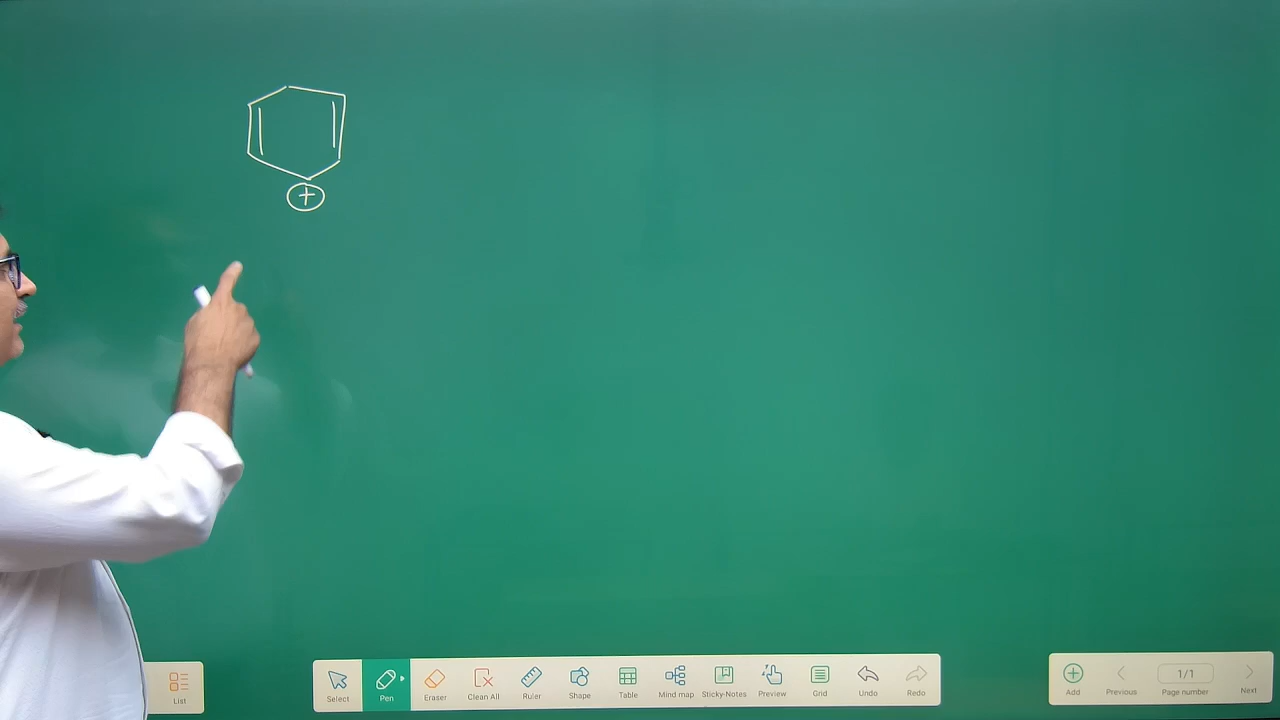 +
List
Select Pen Eraser Clean All Ruler Shape Table Mind map Sticky-Notes Preview Grid Undo Redo
Add Previous 1/1 Page number Next